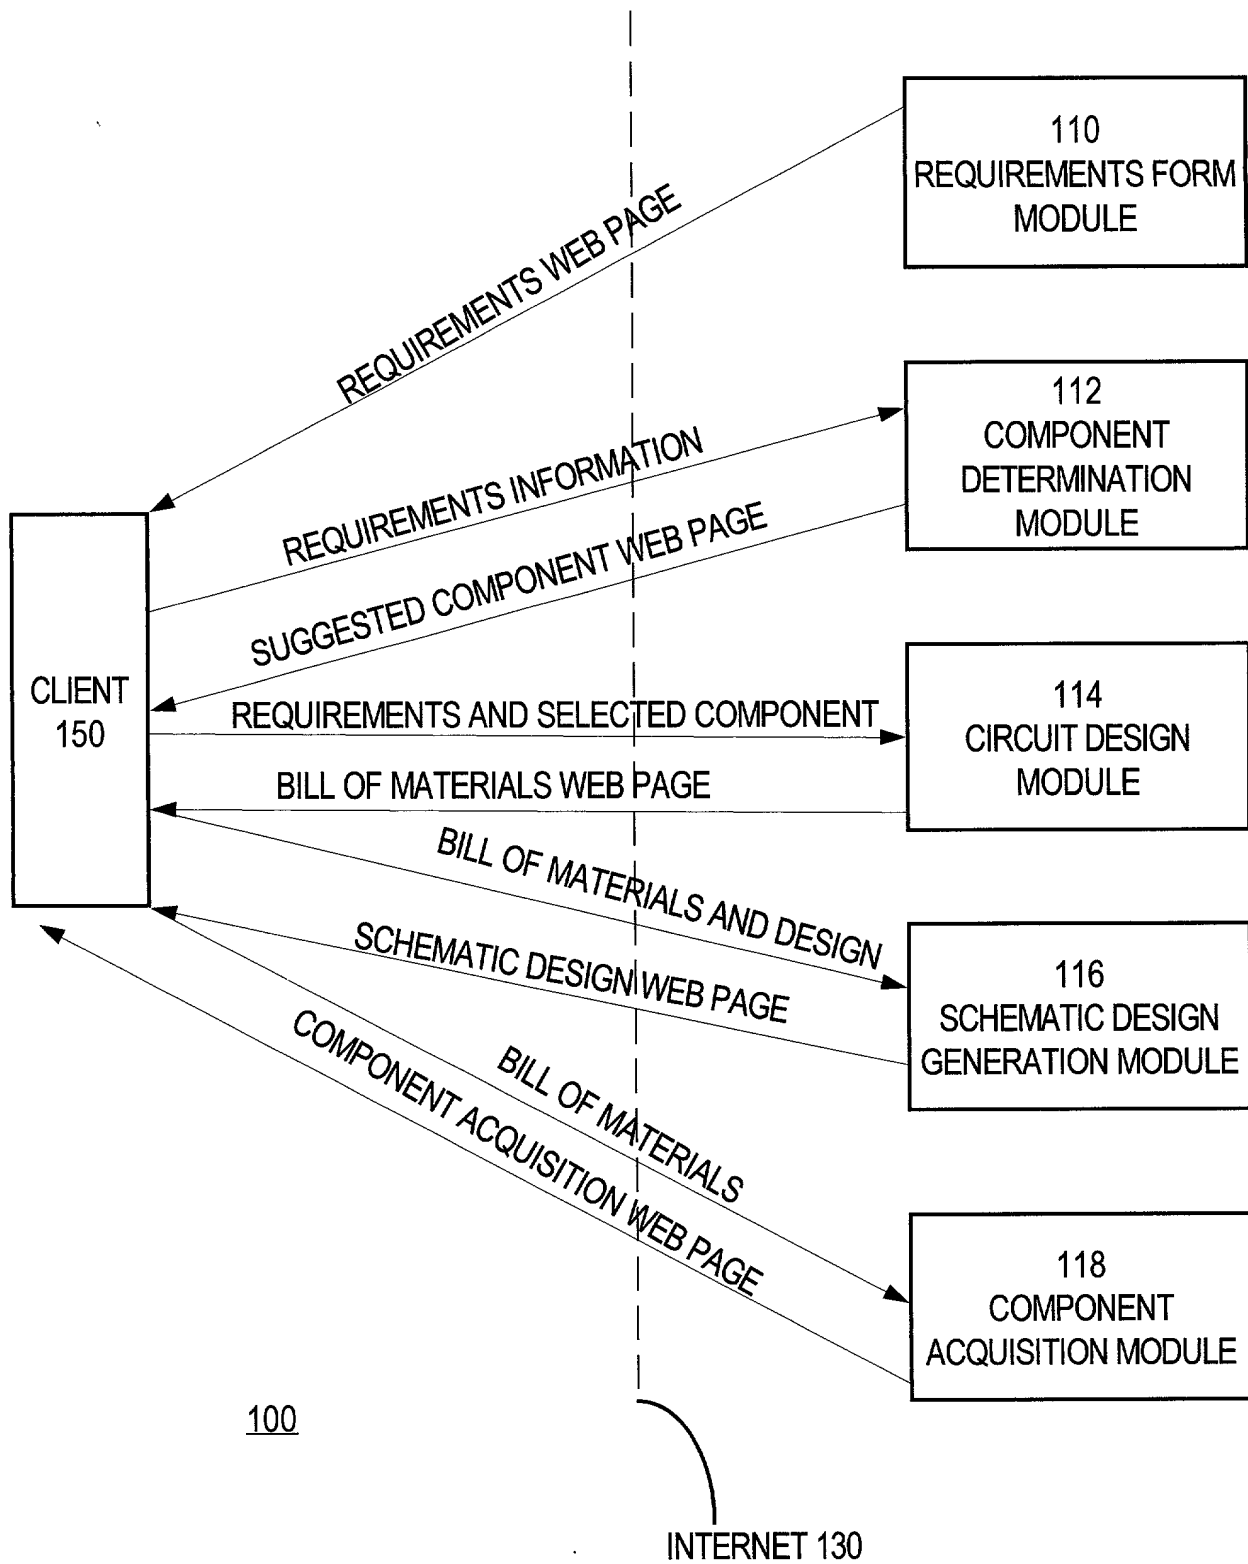 110
REQUIREMENTS FORM
MODULE
REQUIREMENTS WEB PAGE
112
COMPONENT
DETERMINATION
MODULE
REQUIREMENTS INFORMATION
SUGGESTED COMPONENT WEB PAGE
CLIENT
150
114
CIRCUIT DESIGN
MODULE
REQUIREMENTS AND SELECTED COMPONENT
BILL OF MATERIALS WEB PAGE
BILL OF MATERIALS AND DESIGN
116
SCHEMATIC DESIGN
GENERATION MODULE
SCHEMATIC DESIGN WEB PAGE
BILL OF MATERIALS
COMPONENT ACQUISITION WEB PAGE
118
COMPONENT
ACQUISITION MODULE
100
INTERNET 130